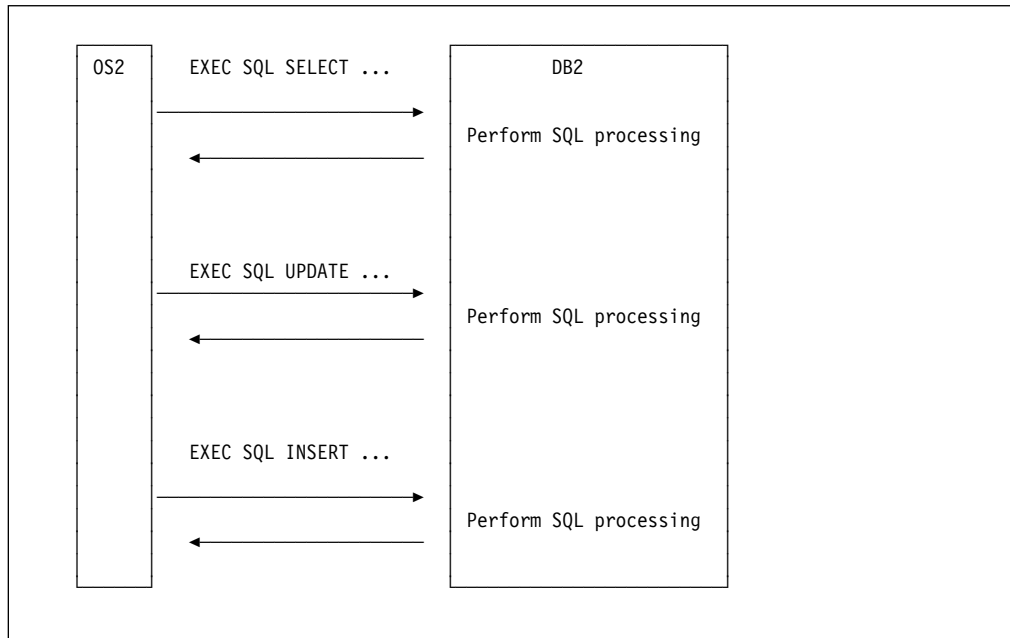 OS2 EXEC SQL SELECT ... DB2
Perform SQL processing
EXEC SQL UPDATE ...
Perform SQL processing
EXEC SQL INSERT ...
Perform SQL processing